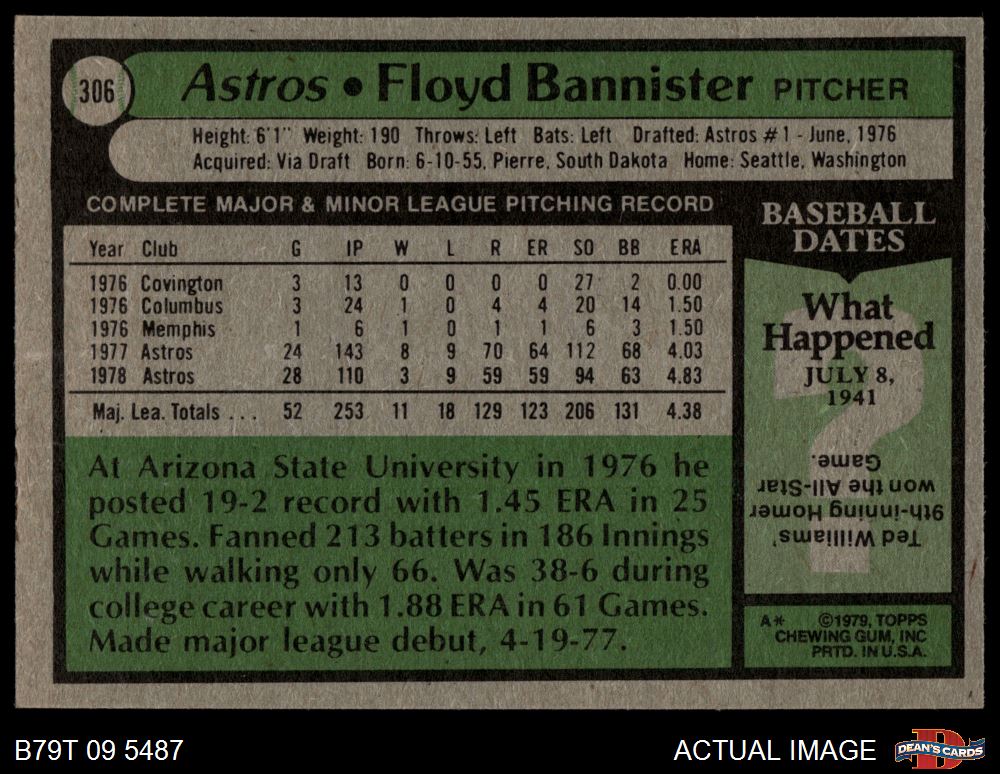 306
Astros • Floyd Bannister PITCHER
Height: 6'1" Weight: 190 Throws: Left Bats: Left Drafted: Astros #1 - June, 1976
Acquired: Via Draft Born: 6-10-55, Pierre, South Dakota Home: Seattle, Washington
COMPLETE MAJOR & MINOR LEAGUE PITCHING RECORD
Year Club G IP W L R ER SO BB ERA
1976 Covington 3 13 0 0 0 0 27 2 0.00
1976 Columbus 3 24 1 0 4 4 20 14 1.50
1976 Memphis 1 6 1 0 1 1 6 3 1.50
1977 Astros 24 143 8 9 70 64 112 68 4.03
1978 Astros 28 110 3 9 59 59 94 63 4.83
Maj. Lea. Totals ... 52 253 11 18 129 123 206 131 4.38
At Arizona State University in 1976 he
posted 19-2 record with 1.45 ERA in 25
Games. Fanned 213 batters in 186 Innings
while walking only 66. Was 38-6 during
college career with 1.88 ERA in 61 Games.
Made major league debut, 4-19-77.
BASEBALL
DATES
What
Happened
JULY 8,
1941
?
Ted Williams'
9th-inning Homer
won the All-Star
Game.
A* ©1979, TOPPS
CHEWING GUM, INC
PRTD. IN U.S.A.
B79T 09 5487
ACTUAL IMAGE
D
DEAN'S CARDS